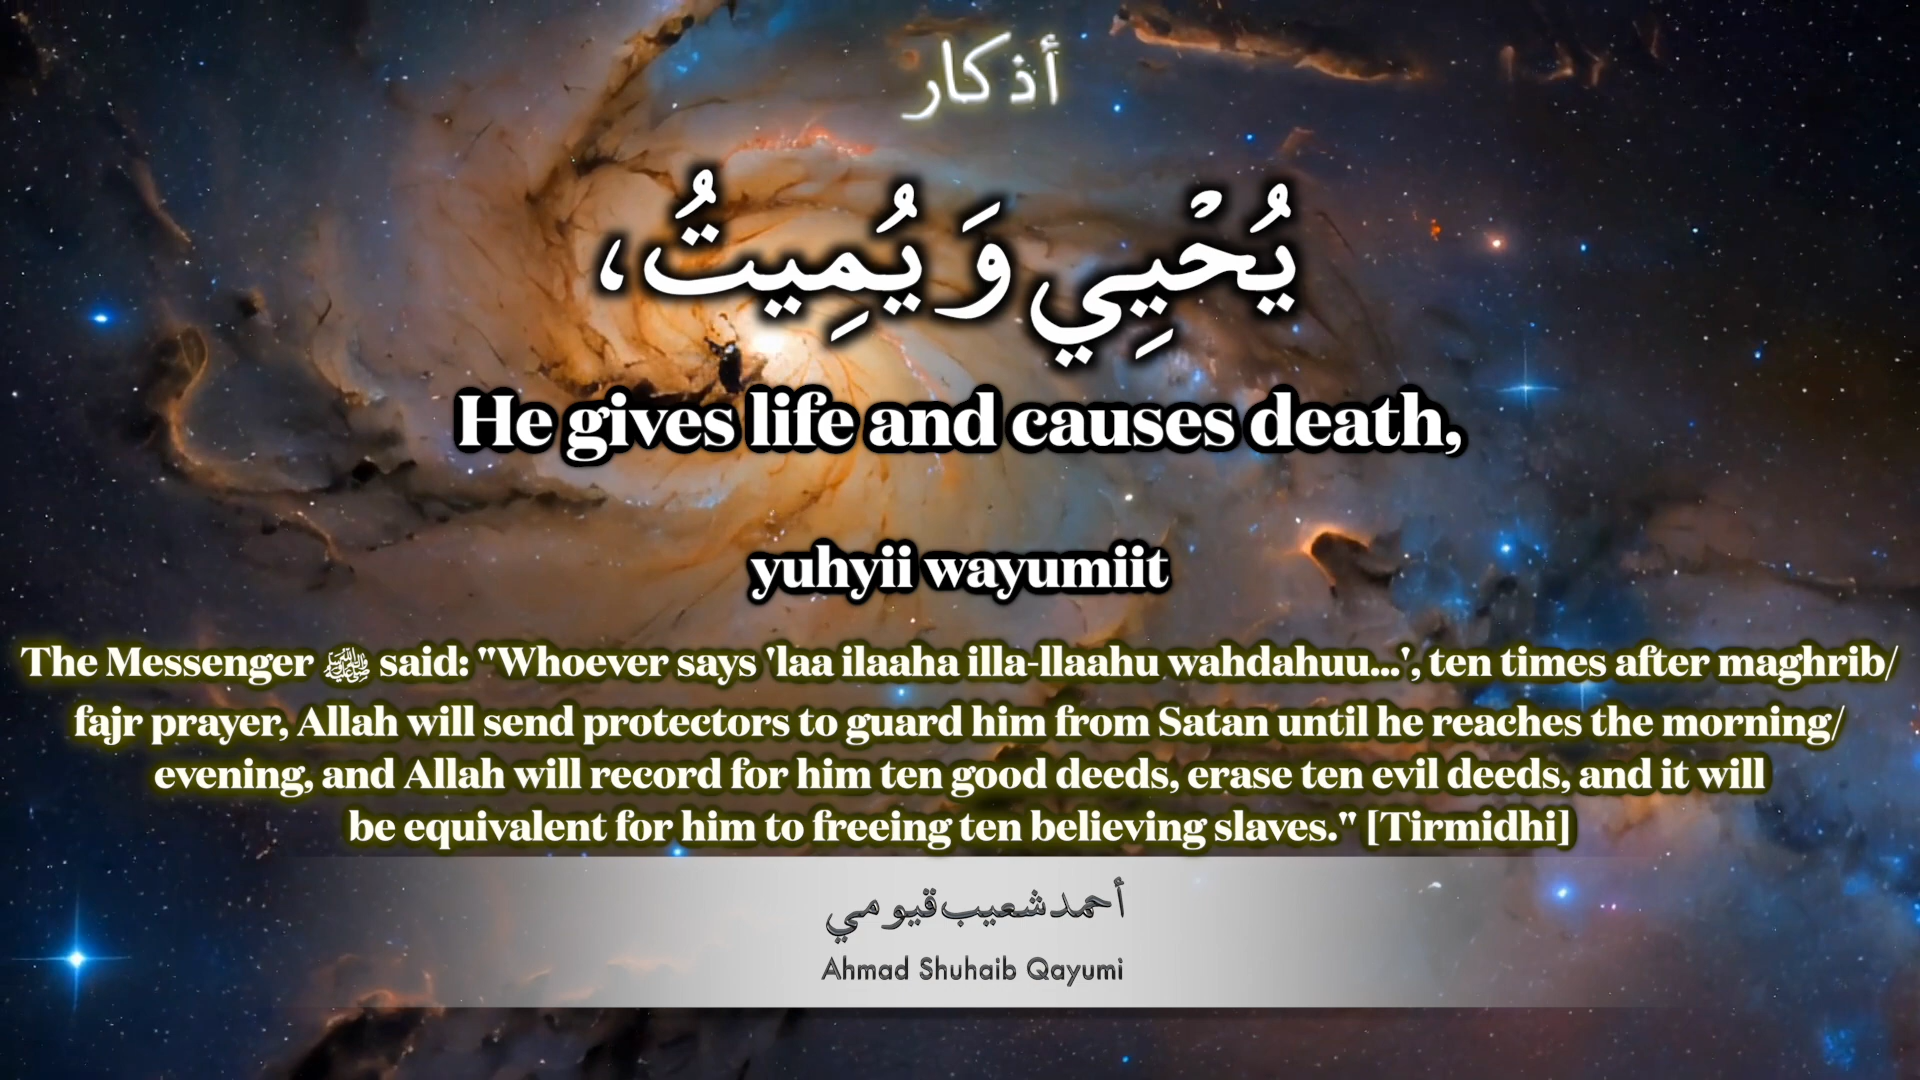 أذكار
يُحْيِي وَيُمِيتُ،
He gives life and causes death,
yuhyii wayumiit
The Messenger ﷺ said: "Whoever says 'laa ilaaha illa-llaahu wahdahuu...', ten times after maghrib/
fajr prayer, Allah will send protectors to guard him from Satan until he reaches the morning/
evening, and Allah will record for him ten good deeds, erase ten evil deeds, and it will
be equivalent for him to freeing ten believing slaves." [Tirmidhi]
أحمد شعيب قيومي
Ahmad Shuhaib Qayumi